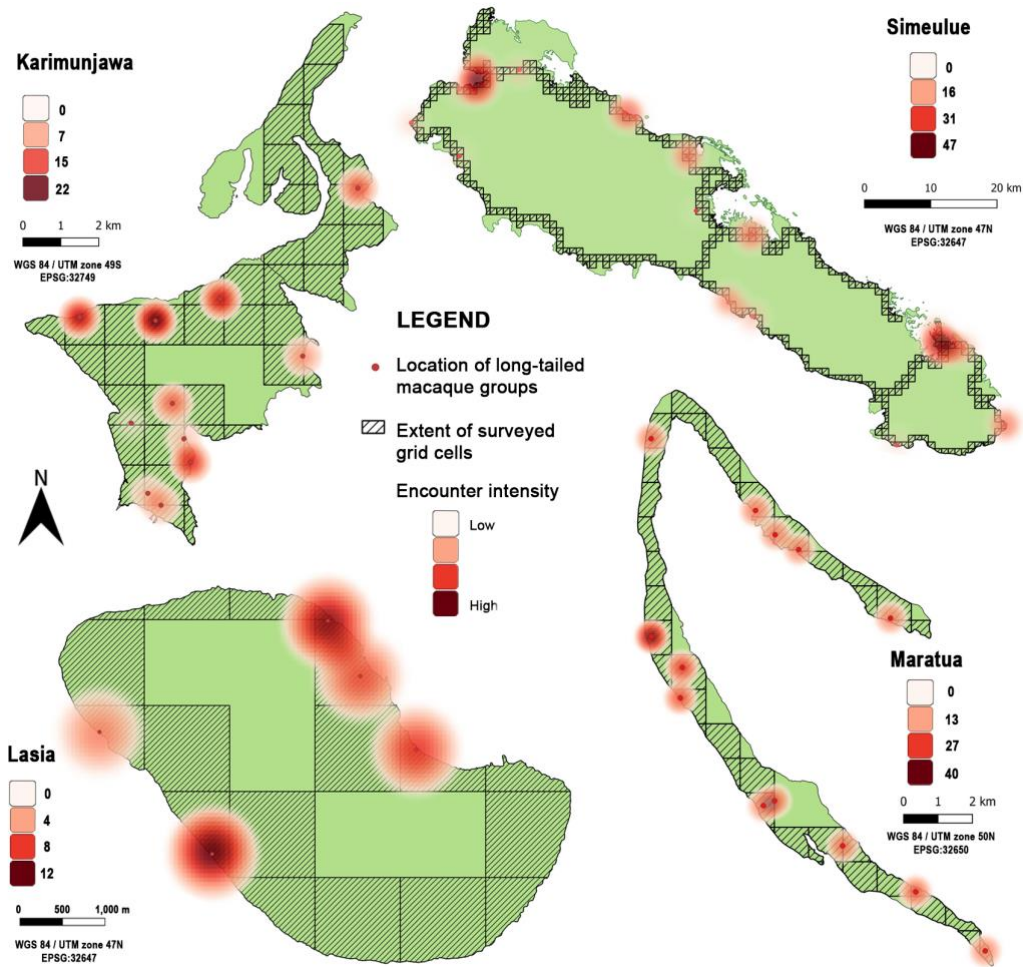 Karimunjawa
0
7
15
22
0 1 2 km
WGS 84 / UTM zone 49S
EPSG:32749
Simeulue
0
16
31
47
0 10 20 km
WGS 84 / UTM zone 47N
EPSG:32647
LEGEND
Location of long-tailed
macaque groups
Extent of surveyed
grid cells
Encounter intensity
Low
High
N
Lasia
0
4
8
12
0 500 1,000 m
WGS 84 / UTM zone 47N
EPSG:32647
Maratua
0
13
27
40
0 1 2 km
WGS 84 / UTM zone 50N
EPSG:32650